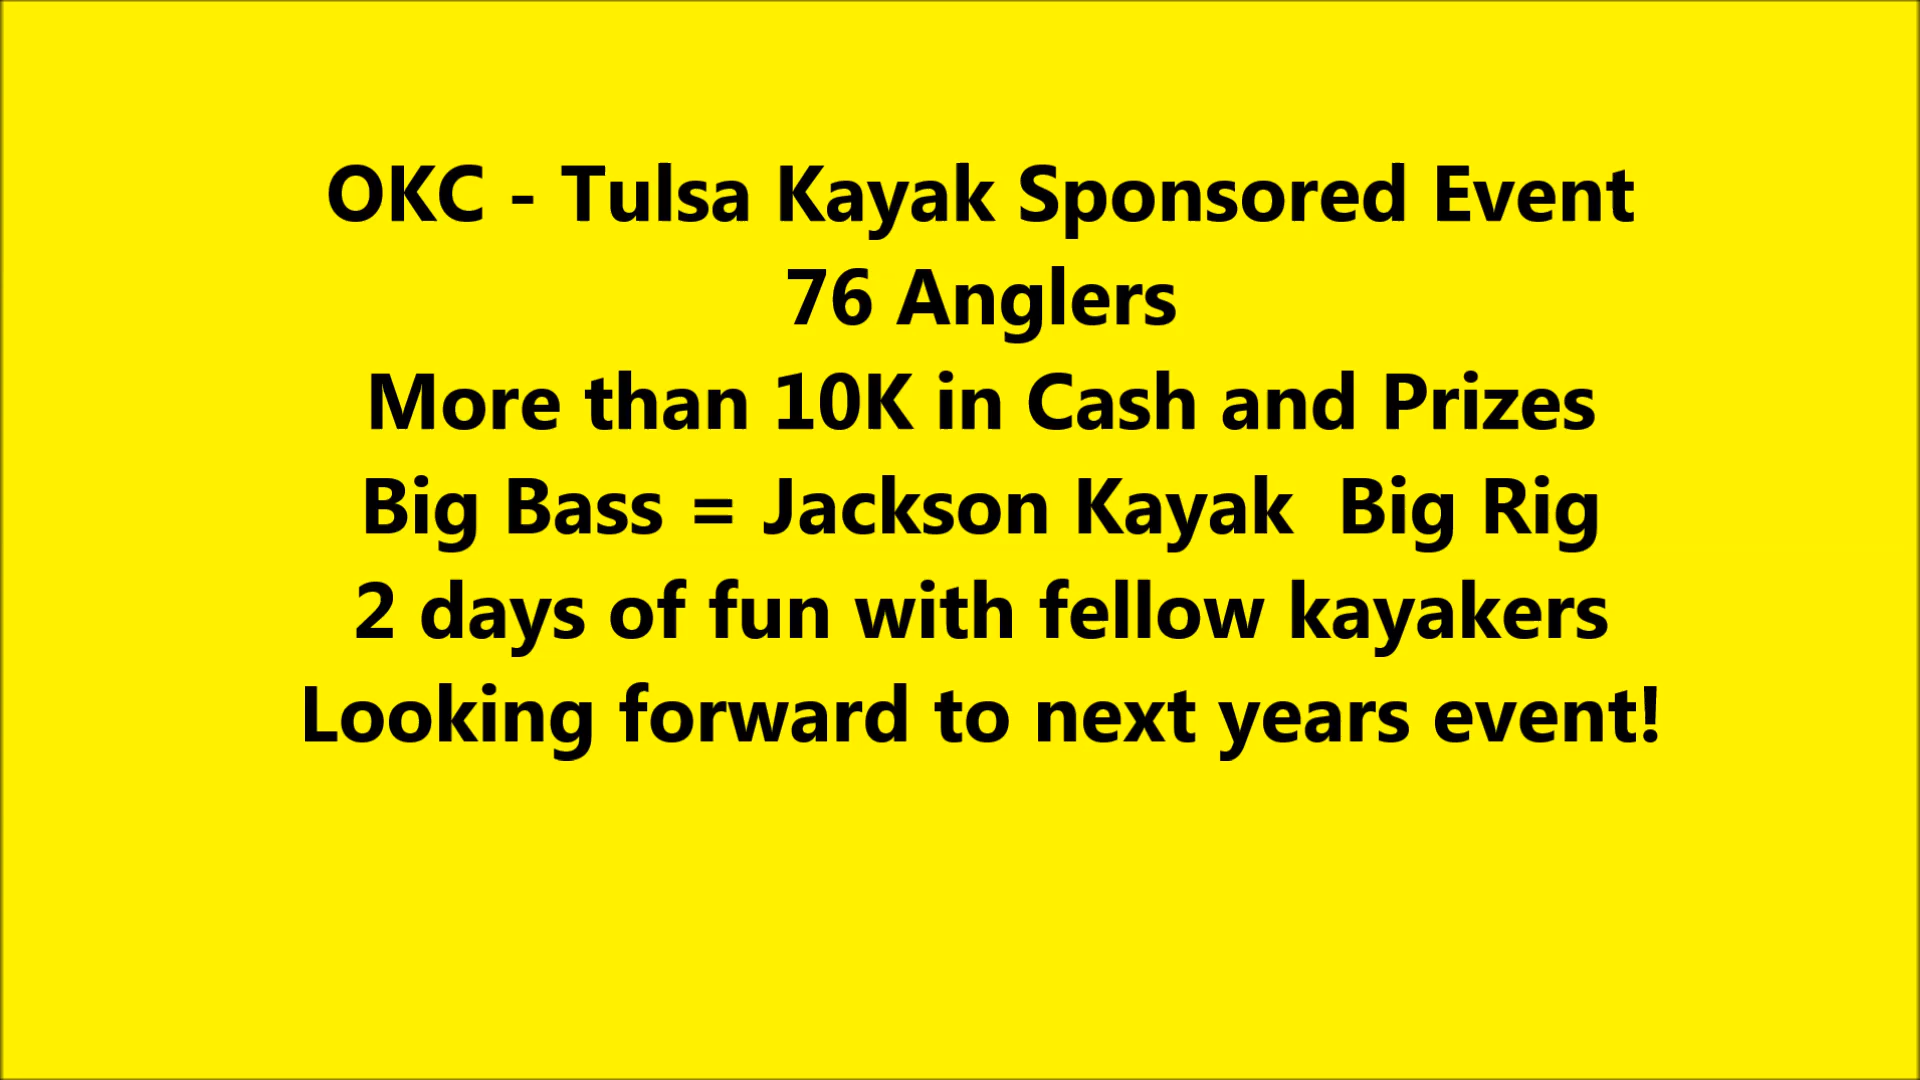 OKC - Tulsa Kayak Sponsored Event
76 Anglers
More than 10K in Cash and Prizes
Big Bass = Jackson Kayak  Big Rig
2 days of fun with fellow kayakers
Looking forward to next years event!